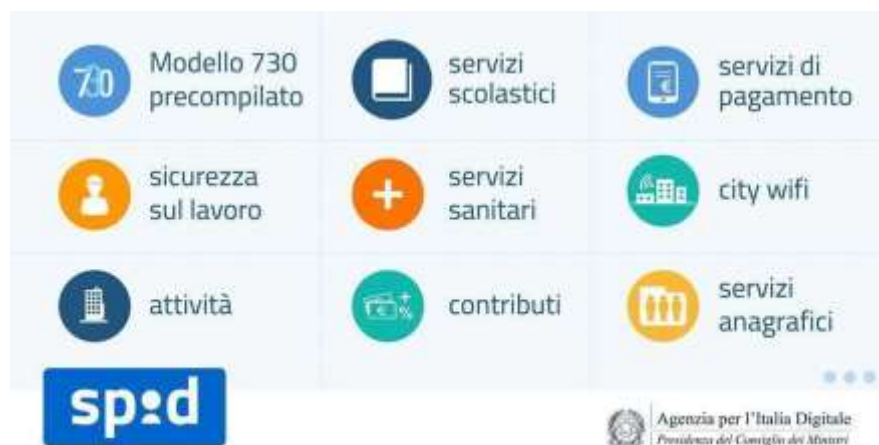 730
Modello 730
precompilato
servizi
scolastici
servizi di
pagamento
sicurezza
sul lavoro
servizi
sanitari
city wifi
attività
contributi
servizi
anagrafici
spid
Agenzia per l'Italia Digitale
Presidenza del Consiglio dei Ministri